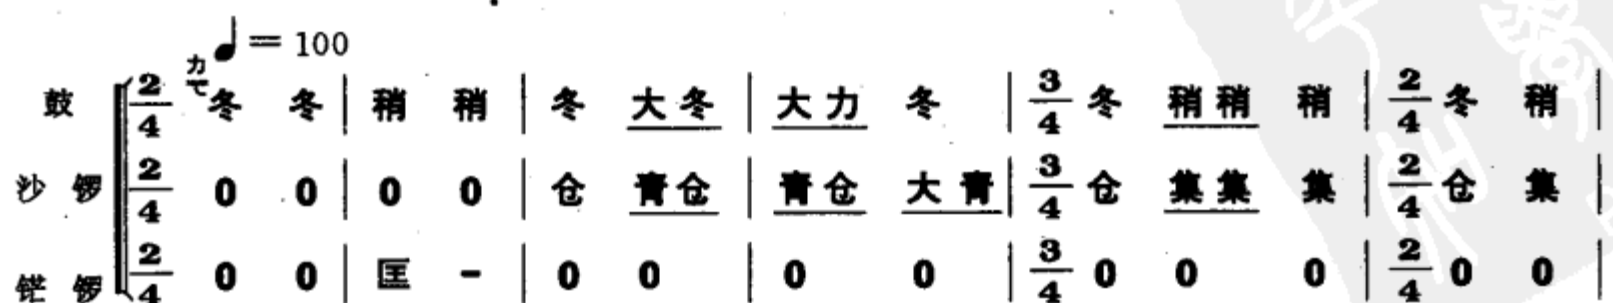 ♩= 100
鼓 2/4 冬 冬 | 稍 稍 | 冬 大冬 | 大力 冬 | 3/4 冬 稍稍 稍 | 2/4 冬 稍 |
沙锣 2/4 0 0 | 0 0 | 仓 青仓 | 青仓 大青 | 3/4 仓 集集 集 | 2/4 仓 集 |
铓锣 2/4 0 0 | 匡 - | 0 0 | 0 0 | 3/4 0 0 0 | 2/4 0 0 |